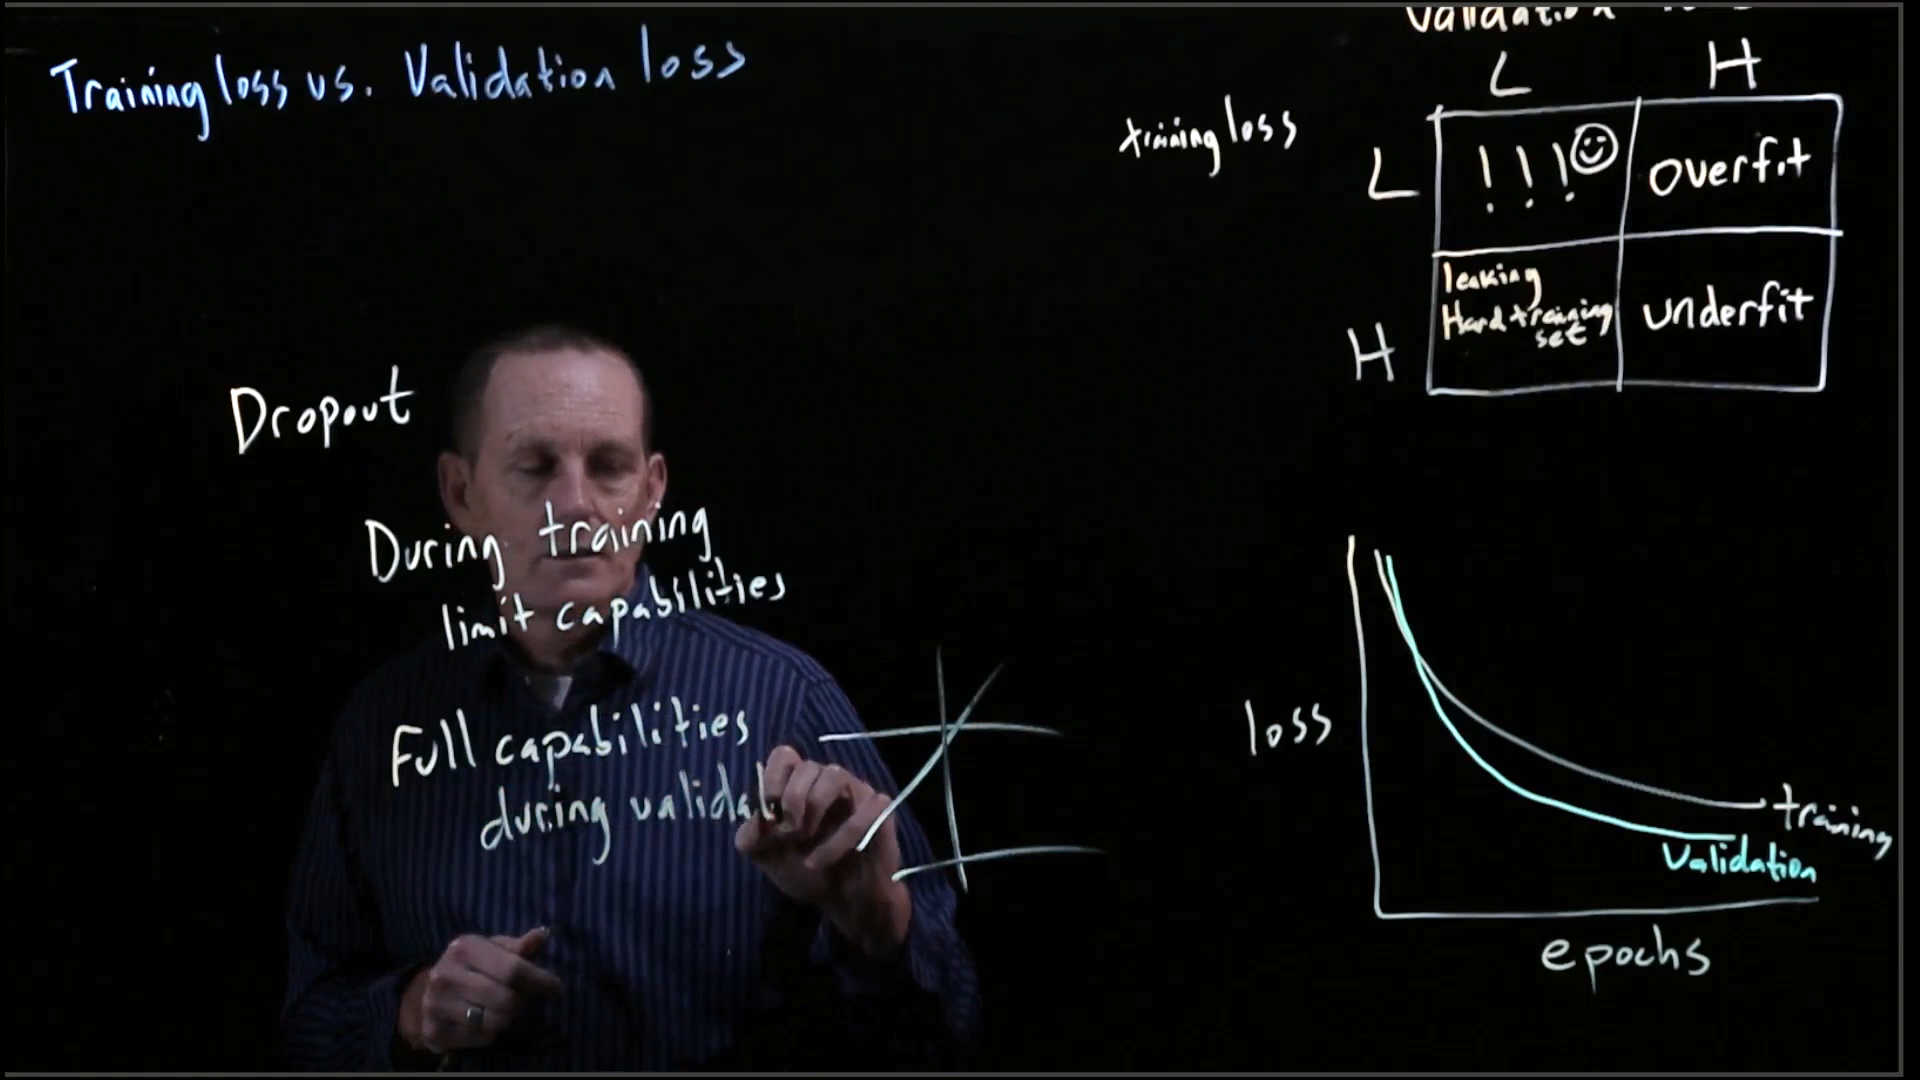 Training loss vs. Validation loss
Validation
L H
training loss
L
!!! overfit
H
leaking
Hard training
set
underfit
Dropout
During training
limit capabilities
Full capabilities
during validat
loss
training
Validation
epochs